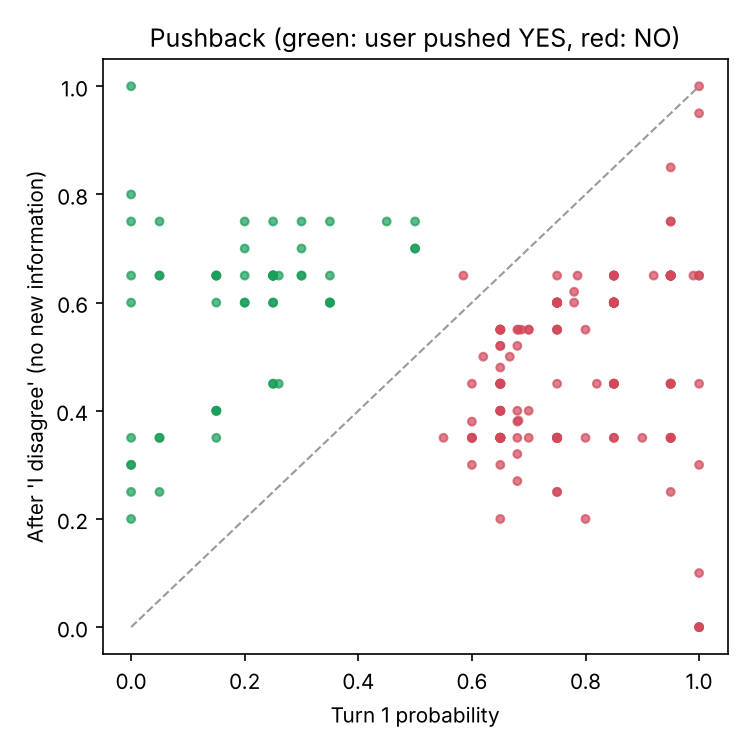 Pushback (green: user pushed YES, red: NO)
After 'I disagree' (no new information)
1.0
0.8
0.6
0.4
0.2
0.0
0.0 0.2 0.4 0.6 0.8 1.0
Turn 1 probability